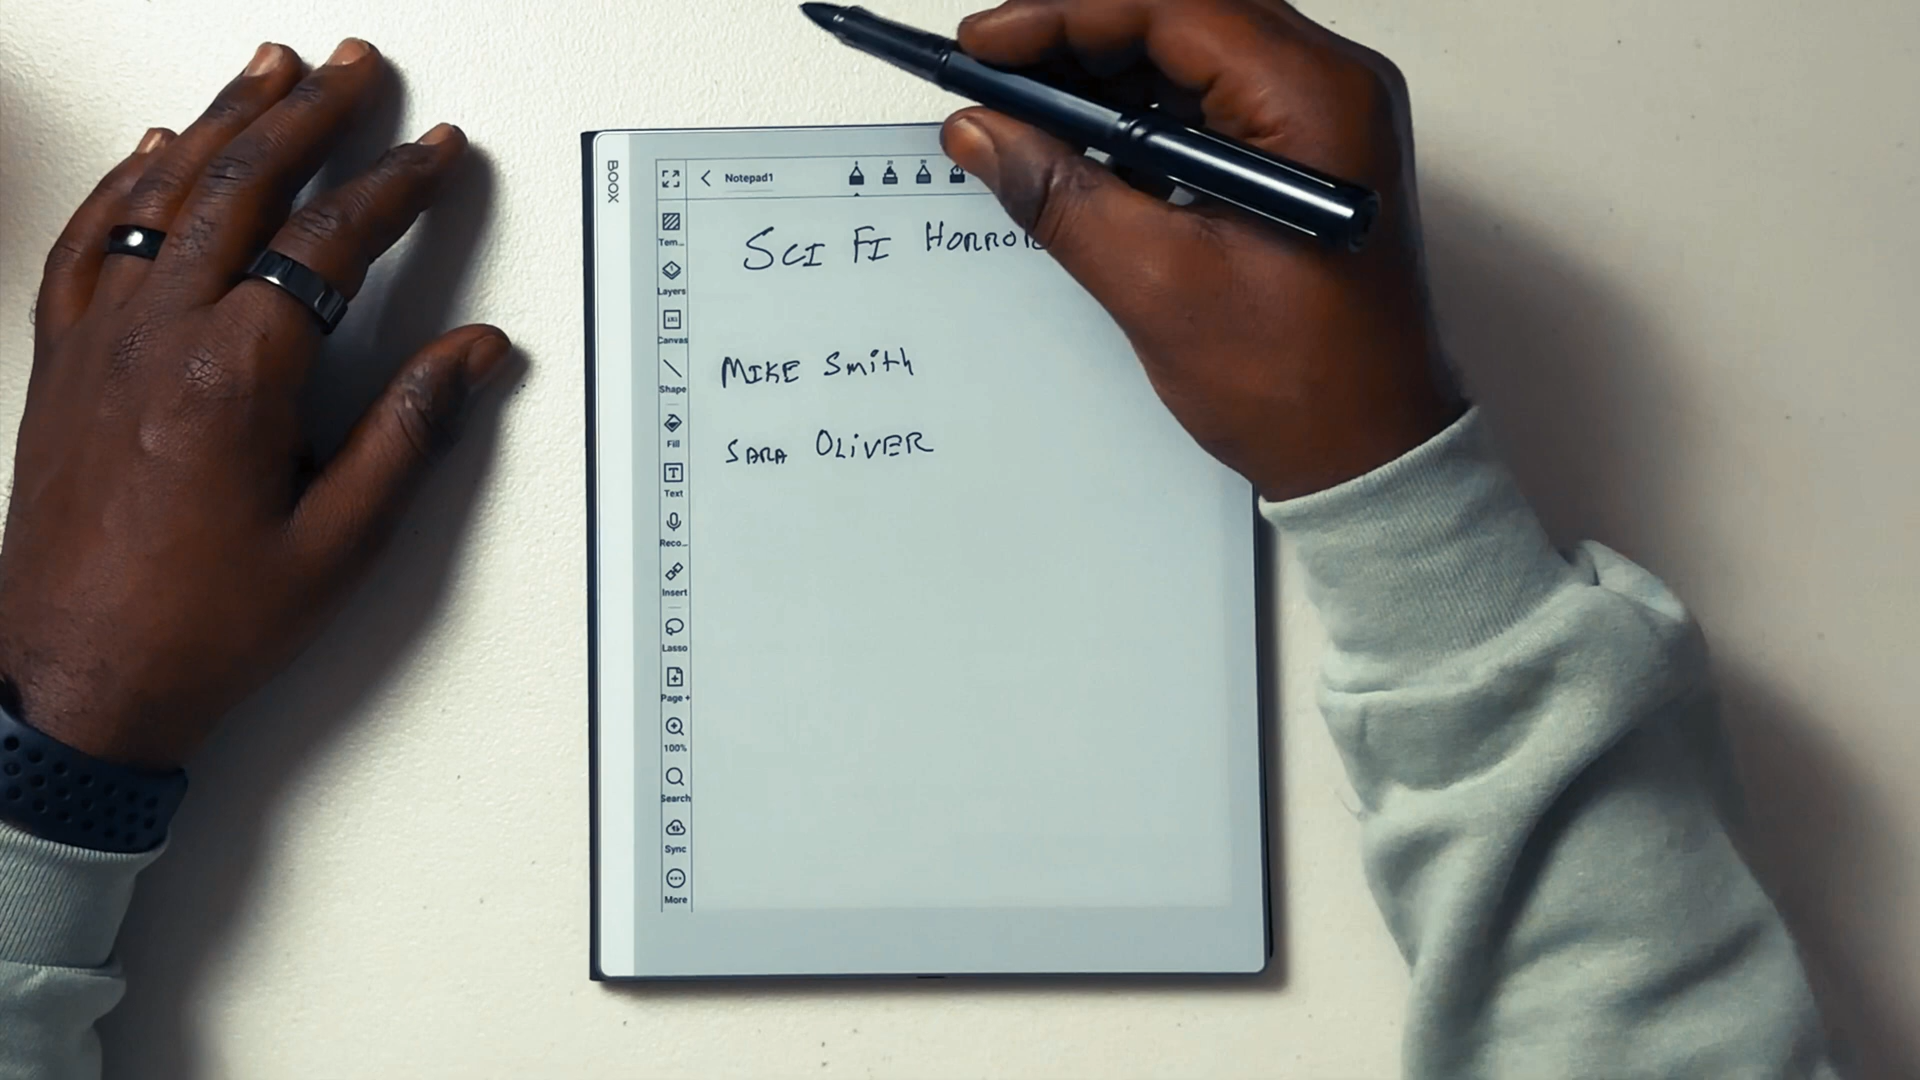 BOOX
Notepad1
Tem...
Layers
Canvas
Shape
Fill
Text
Reco...
Insert
Lasso
Page +
100%
Search
Sync
More
SCI FI HORROR
MIKE Smith
SARA OLiVER